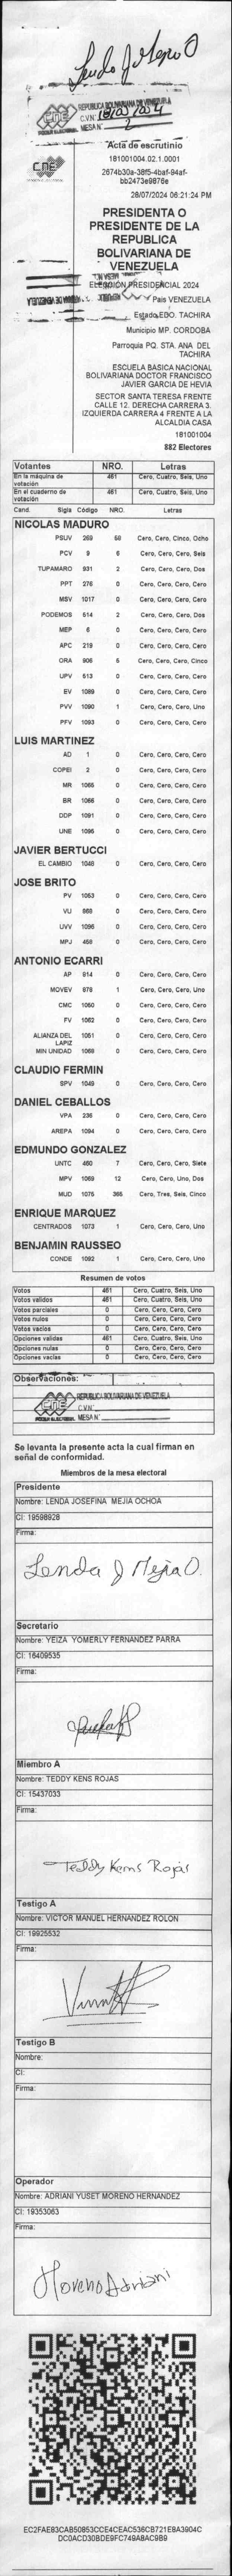 Lenda J Mejia O
CNE
PODER ELECTORAL
REPUBLICA BOLIVARIANA DE VENEZUELA
C.V.N°
MESA N° 2
CNE
Acta de escrutinio
181001004.02.1.0001
2674b30a-38f5-4baf-94af-
bb2473e9876e
28/07/2024 06:21:24 PM
PRESIDENTA O
PRESIDENTE DE LA
REPUBLICA
BOLIVARIANA DE
VENEZUELA
ELECCIÓN PRESIDENCIAL 2024
Pais VENEZUELA
Estado EDO. TACHIRA
Municipio MP. CORDOBA
Parroquia PQ. STA. ANA DEL
TACHIRA
ESCUELA BASICA NACIONAL
BOLIVARIANA DOCTOR FRANCISCO
JAVIER GARCIA DE HEVIA
SECTOR SANTA TERESA FRENTE
CALLE 12. DERECHA CARRERA 3.
IZQUIERDA CARRERA 4 FRENTE A LA
ALCALDIA CASA
181001004
882 Electores
Votantes NRO. Letras
En la máquina de votación 461 Cero, Cuatro, Seis, Uno
En el cuaderno de votación 461 Cero, Cuatro, Seis, Uno
Cand. Sigla Código NRO. Letras
NICOLAS MADURO
PSUV 269 58 Cero, Cero, Cinco, Ocho
PCV 9 6 Cero, Cero, Cero, Seis
TUPAMARO 931 2 Cero, Cero, Cero, Dos
PPT 276 0 Cero, Cero, Cero, Cero
MSV 1017 0 Cero, Cero, Cero, Cero
PODEMOS 514 2 Cero, Cero, Cero, Dos
MEP 6 0 Cero, Cero, Cero, Cero
APC 219 0 Cero, Cero, Cero, Cero
ORA 906 5 Cero, Cero, Cero, Cinco
UPV 513 0 Cero, Cero, Cero, Cero
EV 1089 0 Cero, Cero, Cero, Cero
PVV 1090 1 Cero, Cero, Cero, Uno
PFV 1093 0 Cero, Cero, Cero, Cero
LUIS MARTINEZ
AD 1 0 Cero, Cero, Cero, Cero
COPEI 2 0 Cero, Cero, Cero, Cero
MR 1065 0 Cero, Cero, Cero, Cero
BR 1066 0 Cero, Cero, Cero, Cero
DDP 1091 0 Cero, Cero, Cero, Cero
UNE 1095 0 Cero, Cero, Cero, Cero
JAVIER BERTUCCI
EL CAMBIO 1048 0 Cero, Cero, Cero, Cero
JOSE BRITO
PV 1053 0 Cero, Cero, Cero, Cero
VU 868 0 Cero, Cero, Cero, Cero
UVV 1096 0 Cero, Cero, Cero, Cero
MPJ 458 0 Cero, Cero, Cero, Cero
ANTONIO ECARRI
AP 914 0 Cero, Cero, Cero, Cero
MOVEV 978 1 Cero, Cero, Cero, Uno
CMC 1050 0 Cero, Cero, Cero, Cero
FV 1062 0 Cero, Cero, Cero, Cero
ALIANZA DEL LAPIZ 1051 0 Cero, Cero, Cero, Cero
MIN UNIDAD 1069 0 Cero, Cero, Cero, Cero
CLAUDIO FERMIN
SPV 1049 0 Cero, Cero, Cero, Cero
DANIEL CEBALLOS
VPA 236 0 Cero, Cero, Cero, Cero
AREPA 1094 0 Cero, Cero, Cero, Cero
EDMUNDO GONZALEZ
UNTC 460 7 Cero, Cero, Cero, Siete
MPV 1059 12 Cero, Cero, Uno, Dos
MUD 1075 365 Cero, Tres, Seis, Cinco
ENRIQUE MARQUEZ
CENTRADOS 1073 1 Cero, Cero, Cero, Uno
BENJAMIN RAUSSEO
CONDE 1092 1 Cero, Cero, Cero, Uno
Resumen de votos
Votos 461 Cero, Cuatro, Seis, Uno
Votos validos 461 Cero, Cuatro, Seis, Uno
Votos parciales 0 Cero, Cero, Cero, Cero
Votos nulos 0 Cero, Cero, Cero, Cero
Votos vacios 0 Cero, Cero, Cero, Cero
Opciones validas 461 Cero, Cuatro, Seis, Uno
Opciones nulas 0 Cero, Cero, Cero, Cero
Opciones vacias 0 Cero, Cero, Cero, Cero
Observaciones:
CNE
PODER ELECTORAL
REPUBLICA BOLIVARIANA DE VENEZUELA
C.V.N°
MESA N°
Se levanta la presente acta la cual firman en
señal de conformidad.
Miembros de la mesa electoral
Presidente
Nombre: LENDA JOSEFINA MEJIA OCHOA
CI: 19598928
Firma:
Lenda J Mejia O.
Secretario
Nombre: YEIZA YOMERLY FERNANDEZ PARRA
CI: 16409535
Firma:
Miembro A
Nombre: TEDDY KENS ROJAS
CI: 15437033
Firma:
Teddy Kens Rojas
Testigo A
Nombre: VICTOR MANUEL HERNANDEZ ROLON
CI: 19925532
Firma:
Testigo B
Nombre:
CI:
Firma:
Operador
Nombre: ADRIANI YUSET MORENO HERNANDEZ
CI: 19353063
Firma:
Moreno Adriani
EC2FAE83CAB50853CCE4CEAC536CB721E8A3904C
DC0ACD30BDE9FC749A8AC9B9